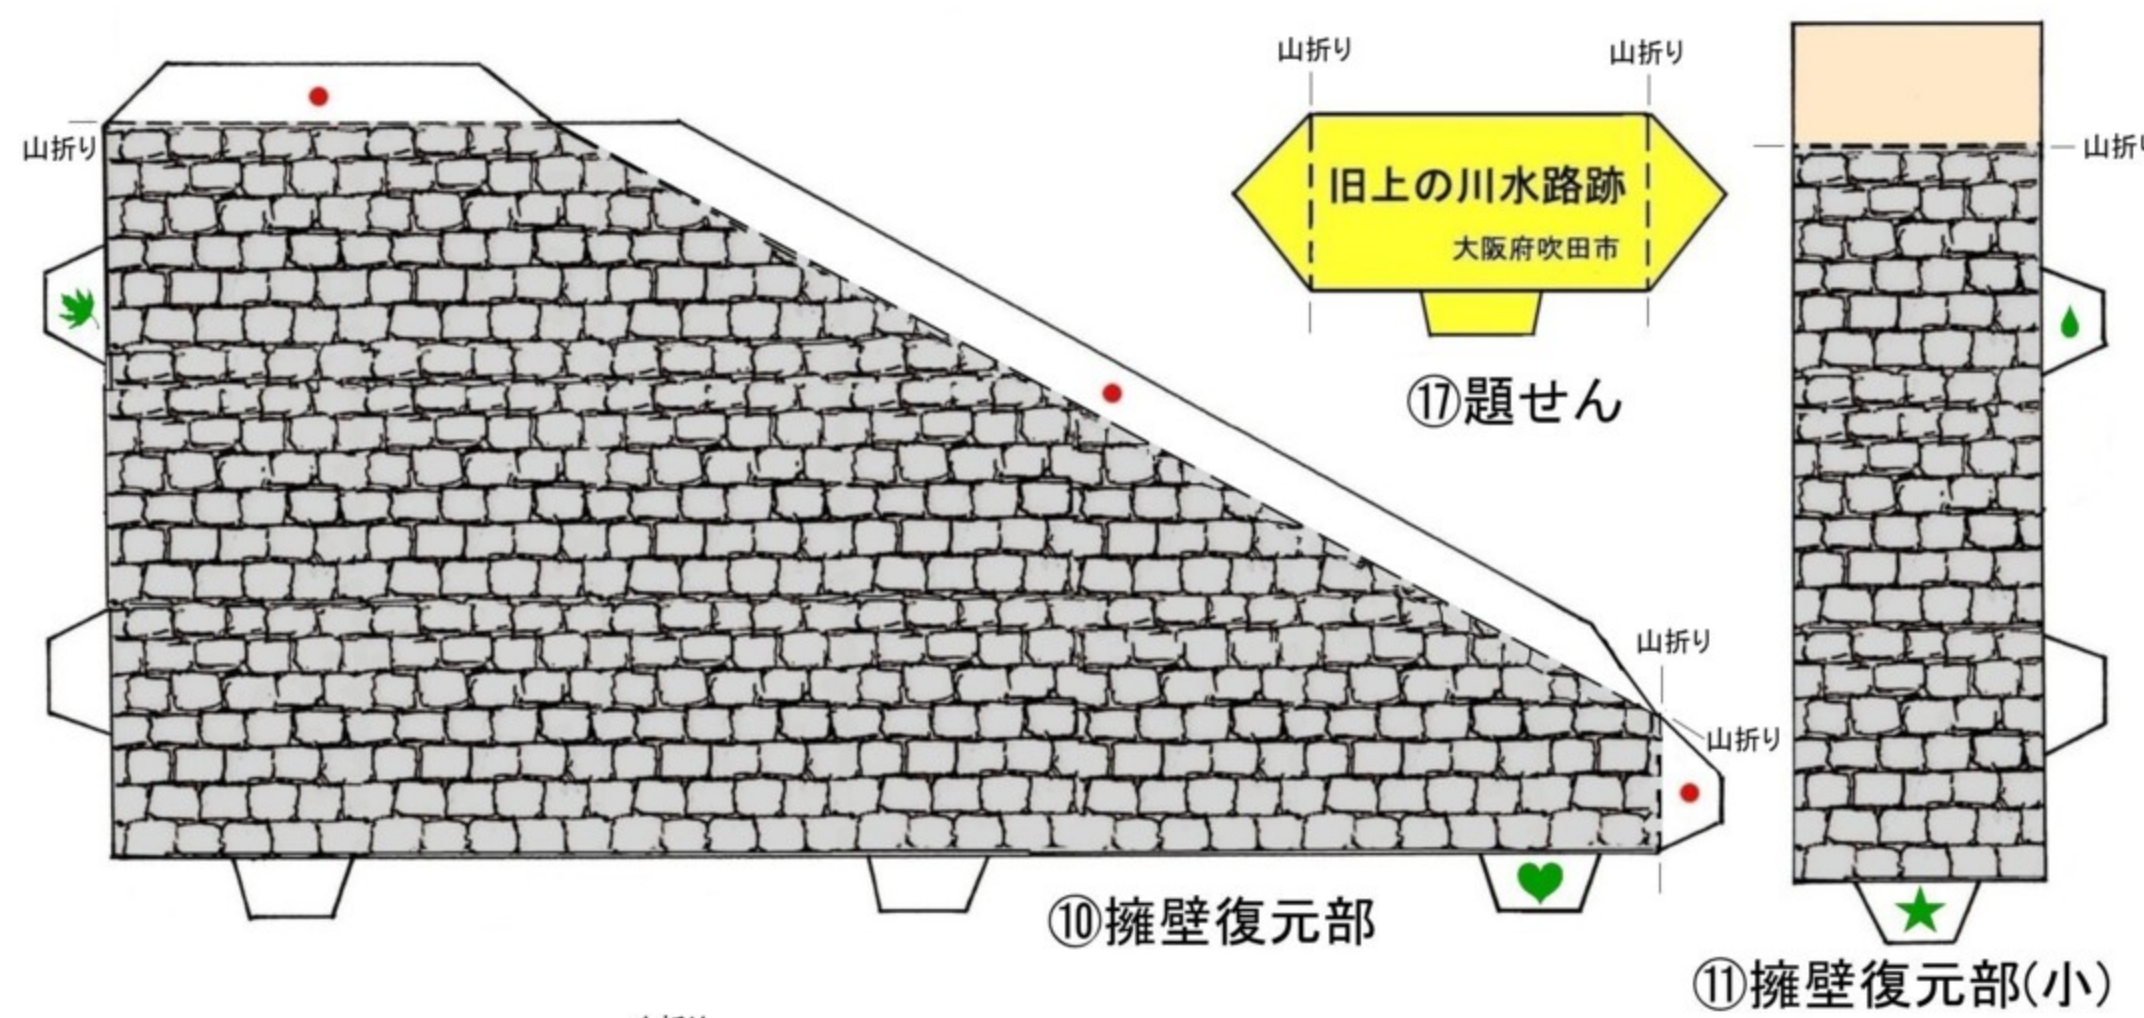 山折り
山折り
山折り
旧上の川水路跡
大阪府吹田市
⑰題せん
山折り
山折り
山折り
⑩擁壁復元部
⑪擁壁復元部(小)